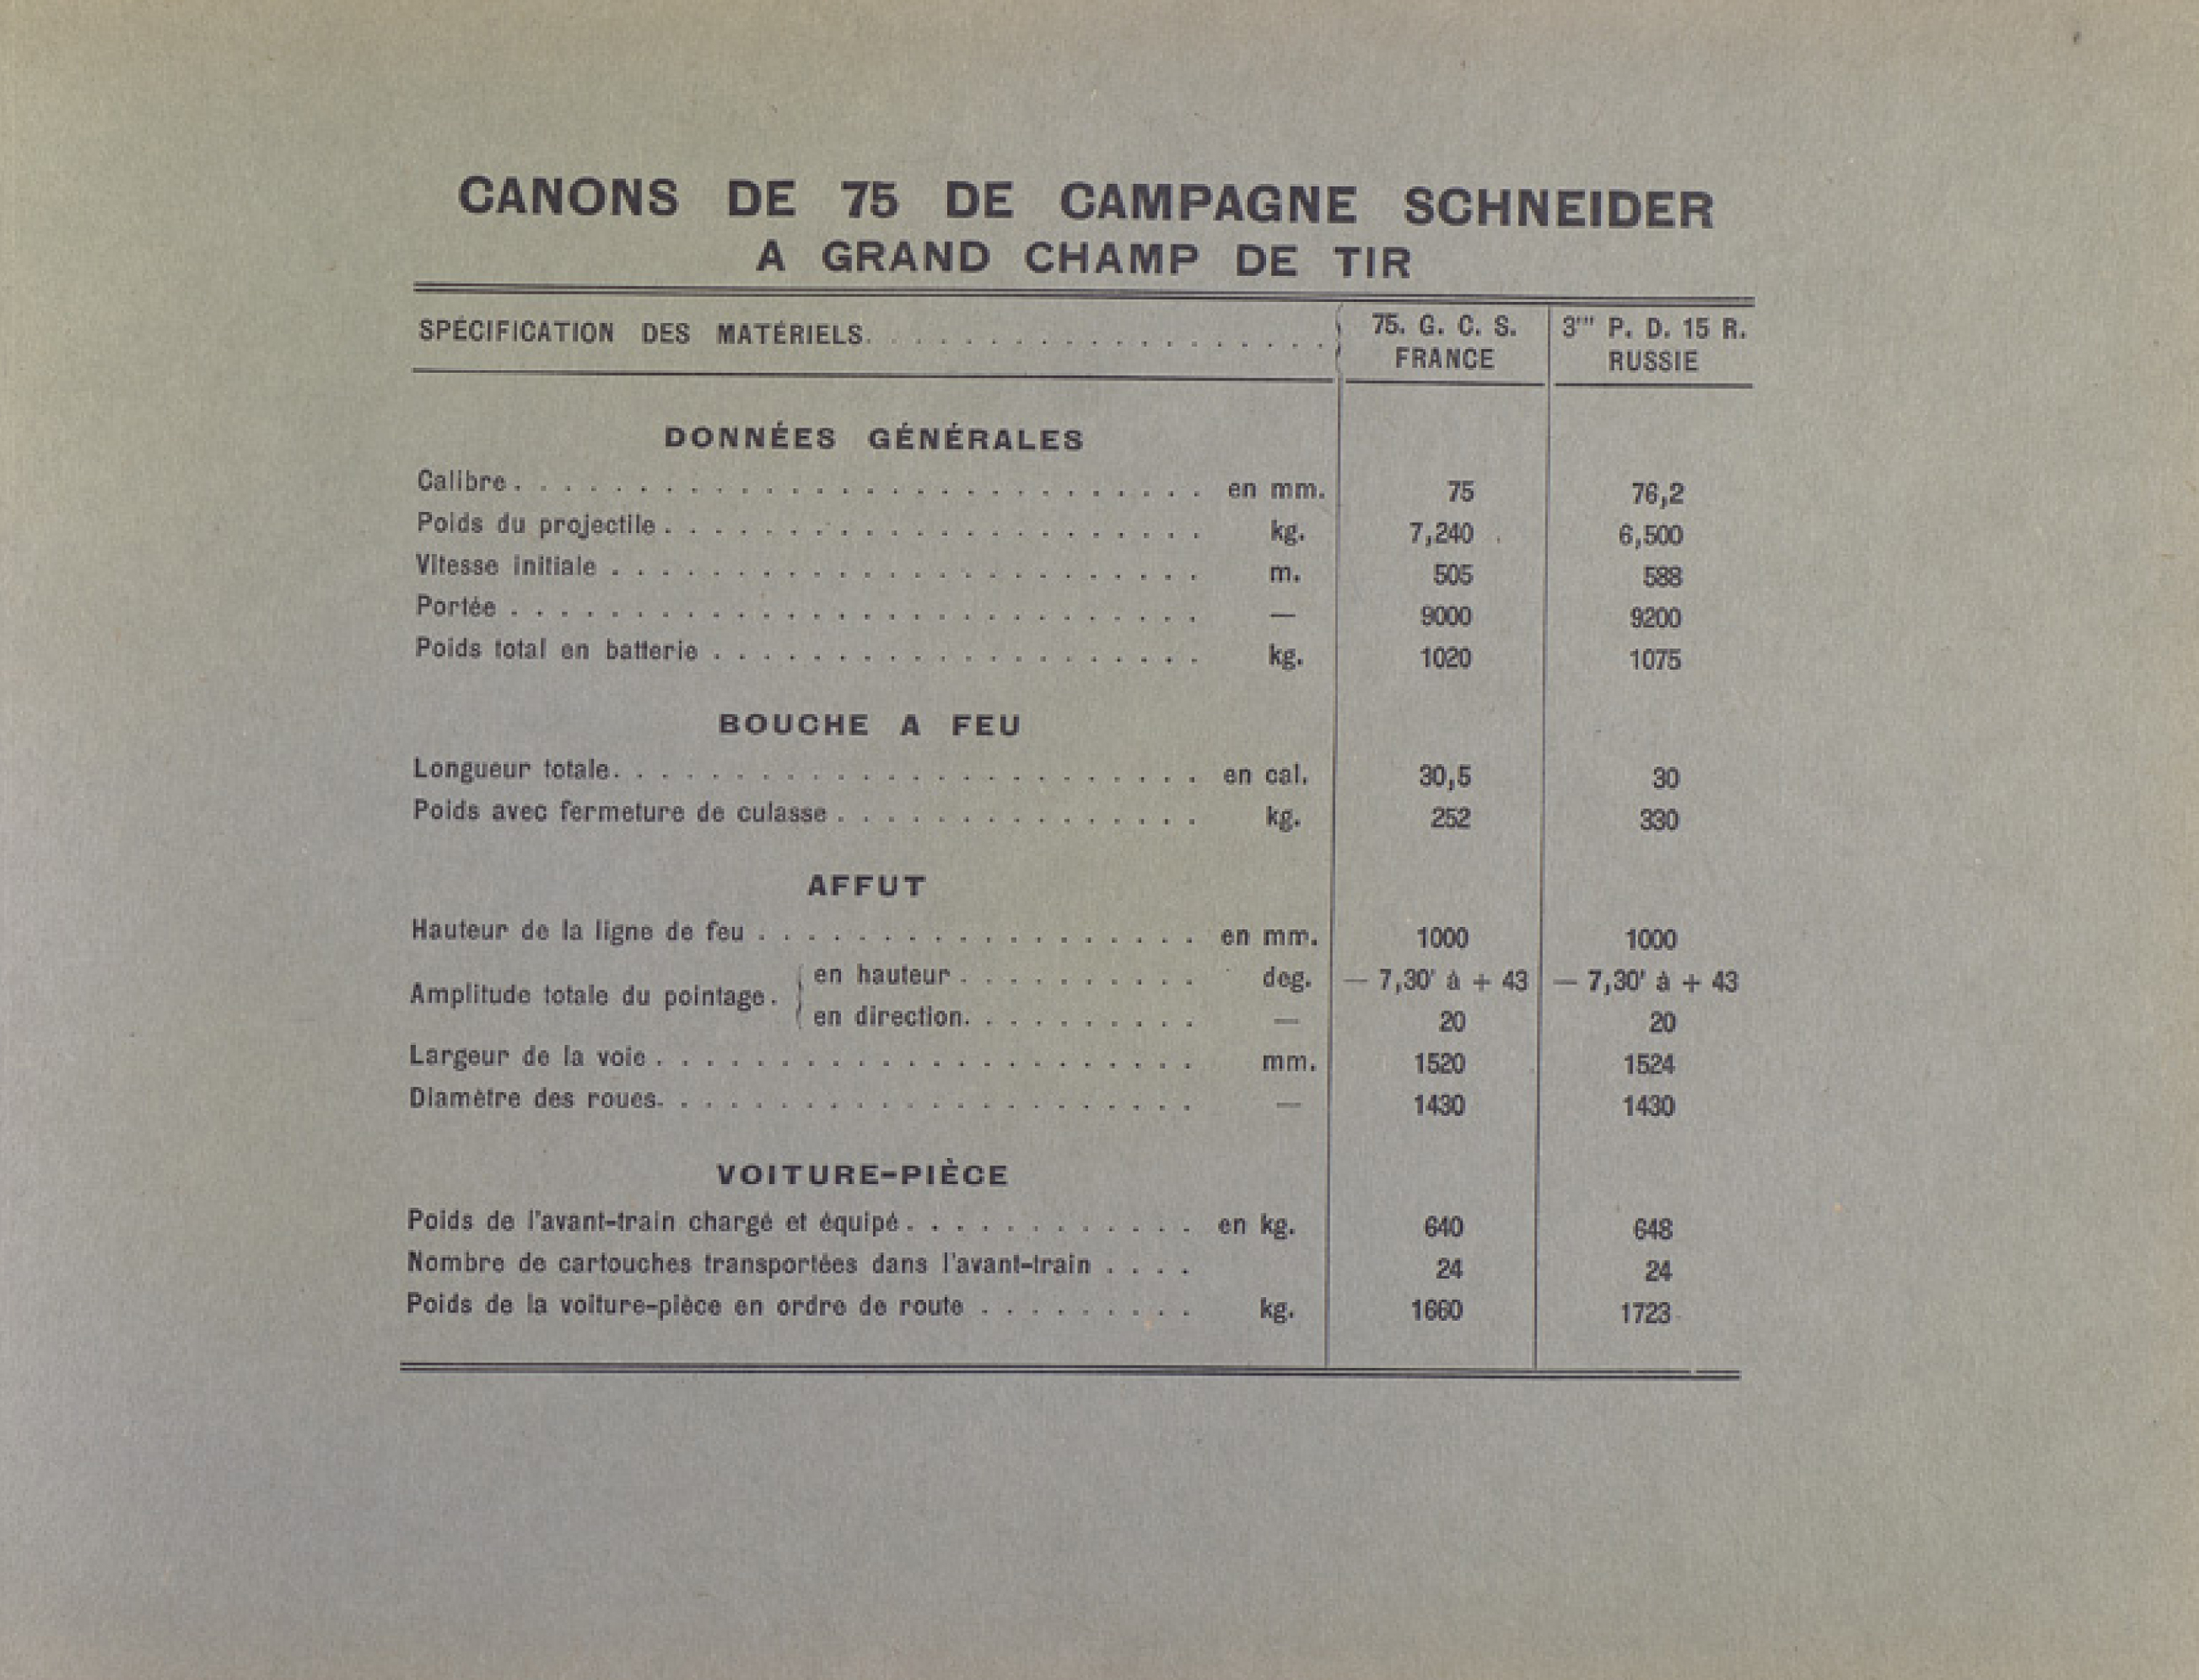 CANONS DE 75 DE CAMPAGNE SCHNEIDER
A GRAND CHAMP DE TIR
SPÉCIFICATION DES MATÉRIELS. . . . . . . . . . . . . . . . . . . 75. G. C. S. FRANCE 3''' P. D. 15 R. RUSSIE
DONNÉES GÉNÉRALES
Calibre . . . . . . . . . . en mm. 75 76,2
Poids du projectile . . . . . . . . . . kg. 7,240 6,500
Vitesse initiale . . . . . . . . . . m. 505 588
Portée . . . . . . . . . . — 9000 9200
Poids total en batterie . . . . . . . . . . kg. 1020 1075
BOUCHE A FEU
Longueur totale. . . . . . . . . . en cal. 30,5 30
Poids avec fermeture de culasse . . . . . . . . . . kg. 252 330
AFFUT
Hauteur de la ligne de feu . . . . . . . . . . en mm. 1000 1000
Amplitude totale du pointage. en hauteur . . . . . . . . . . deg. — 7,30' à + 43 — 7,30' à + 43
en direction. . . . . . . . . . — 20 20
Largeur de la voie . . . . . . . . . . mm. 1520 1524
Diamètre des roues. . . . . . . . . . — 1430 1430
VOITURE-PIÈCE
Poids de l'avant-train chargé et équipé . . . . . . . . . . en kg. 640 648
Nombre de cartouches transportées dans l'avant-train . . . . 24 24
Poids de la voiture-pièce en ordre de route . . . . . . . . . kg. 1660 1723